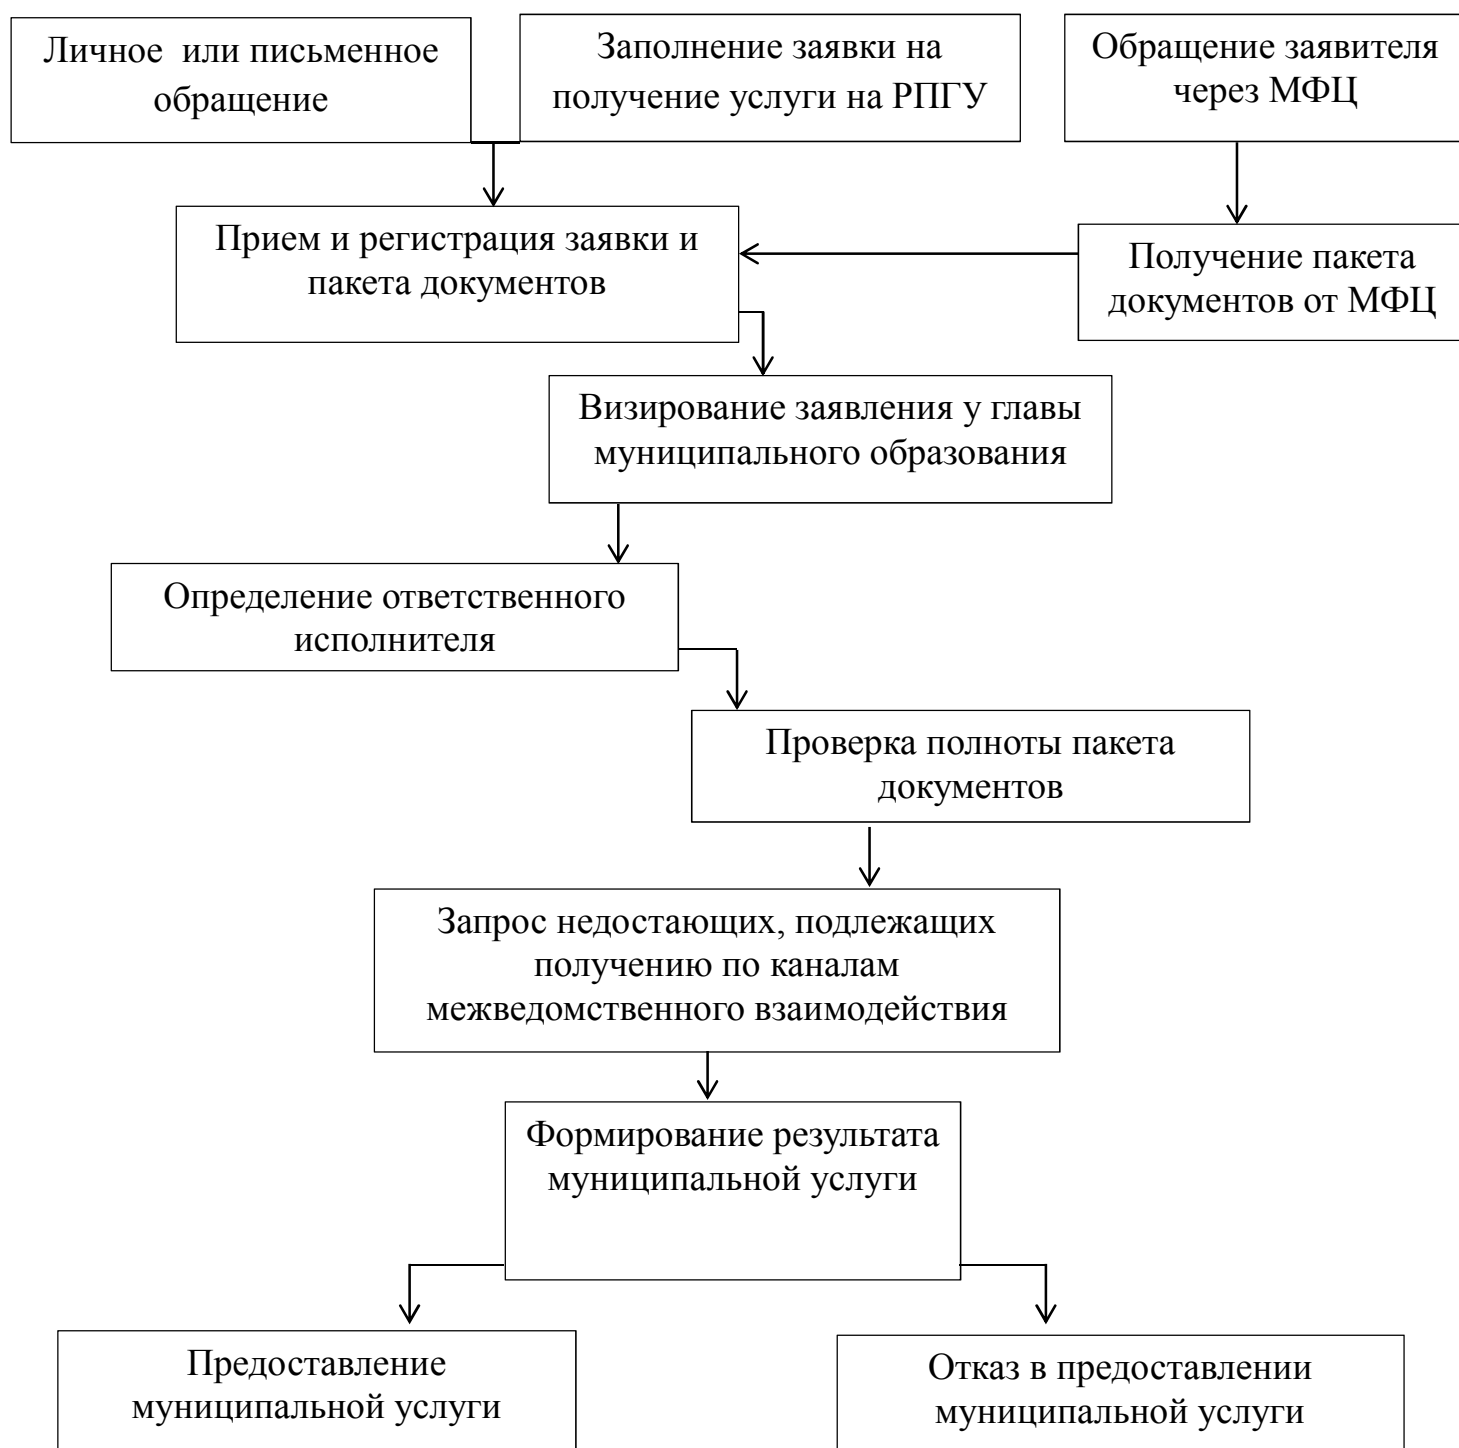 Личное или письменное
обращение
Заполнение заявки на
получение услуги на РПГУ
Обращение заявителя
через МФЦ
Прием и регистрация заявки и
пакета документов
Получение пакета
документов от МФЦ
Визирование заявления у главы
муниципального образования
Определение ответственного
исполнителя
Проверка полноты пакета
документов
Запрос недостающих, подлежащих
получению по каналам
межведомственного взаимодействия
Формирование результата
муниципальной услуги
Предоставление
муниципальной услуги
Отказ в предоставлении
муниципальной услуги